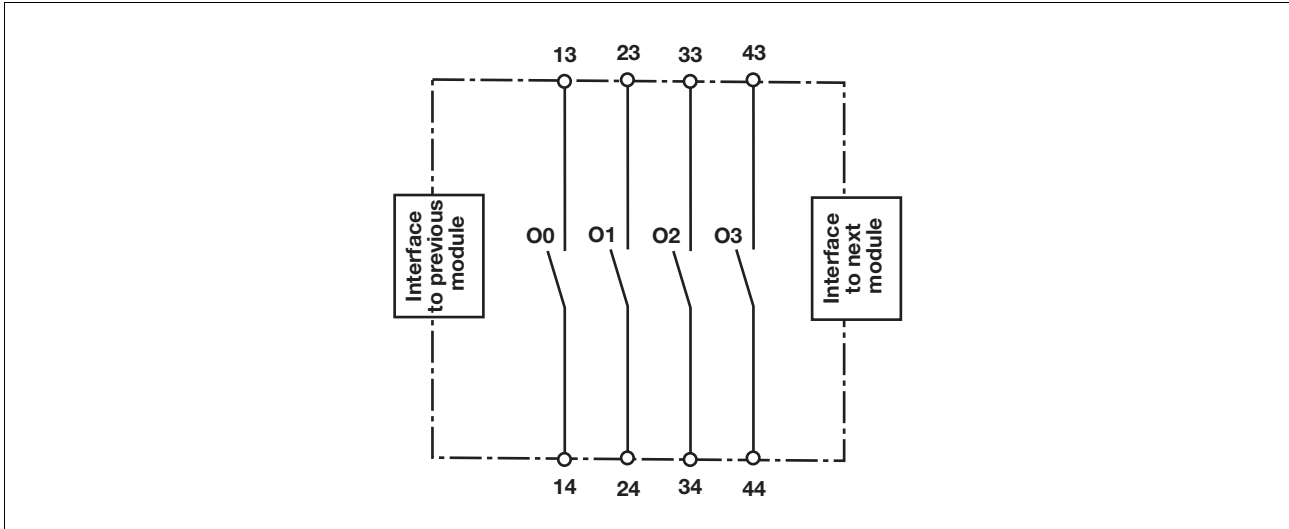 13 23 33 43
Interface
to previous
module
O0 O1 O2 O3
Interface
to next
module
14 24 34 44